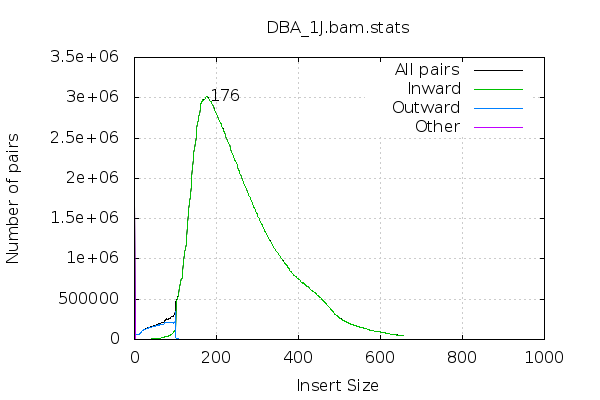 DBA_1J.bam.stats
3.5e+06
3e+06
2.5e+06
2e+06
1.5e+06
1e+06
500000
0
Number of pairs
All pairs
Inward
Outward
Other
176
0 200 400 600 800 1000
Insert Size